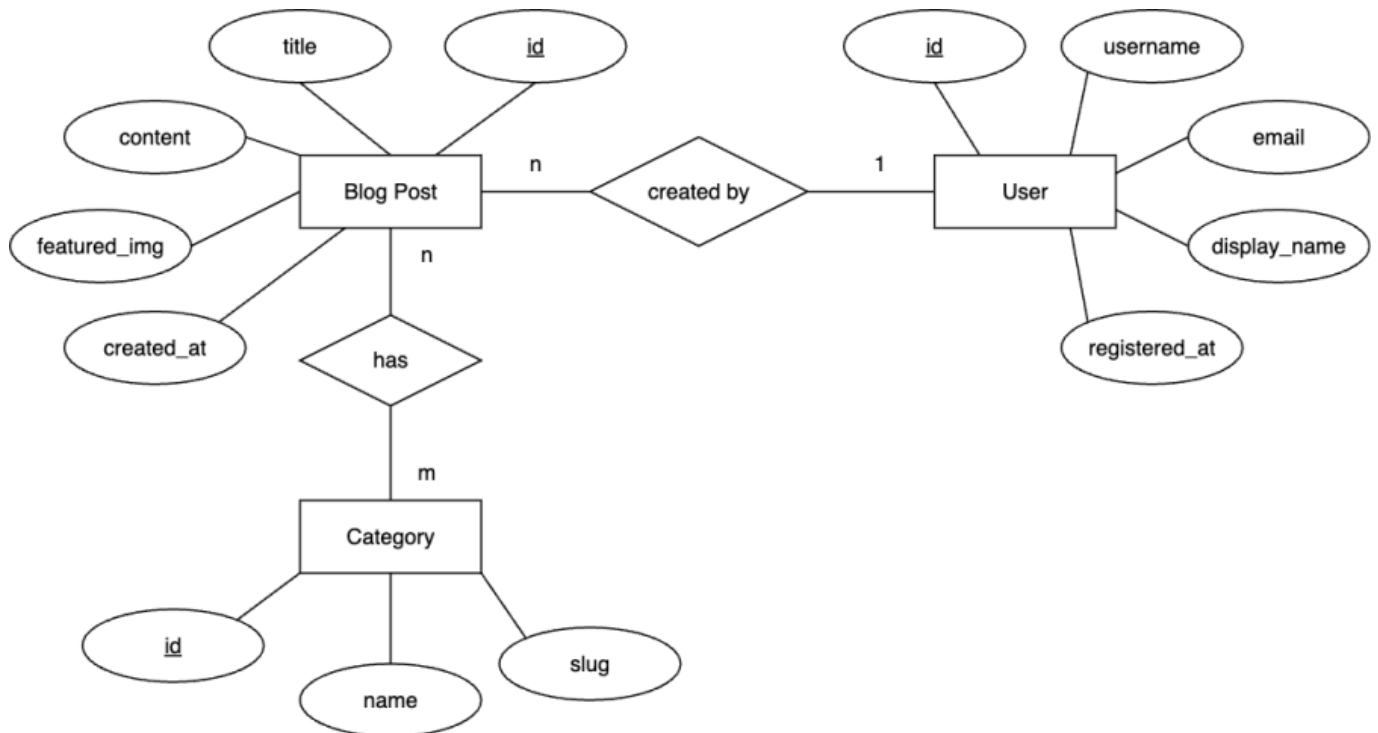 title
id
id
username
content
email
Blog Post
n
created by
1
User
featured_img
n
display_name
created_at
has
registered_at
m
Category
id
name
slug